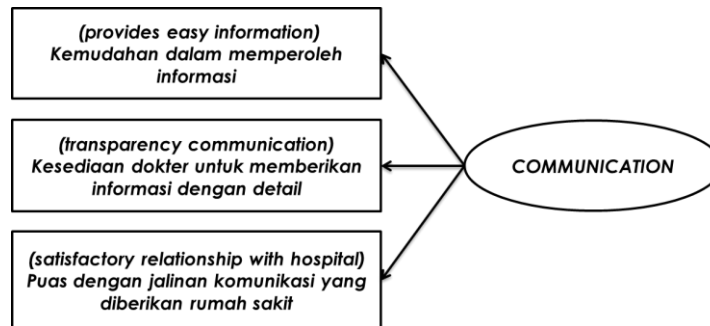 (provides easy information)
Kemudahan dalam memperoleh
informasi
(transparency communication)
Kesediaan dokter untuk memberikan
informasi dengan detail
COMMUNICATION
(satisfactory relationship with hospital)
Puas dengan jalinan komunikasi yang
diberikan rumah sakit